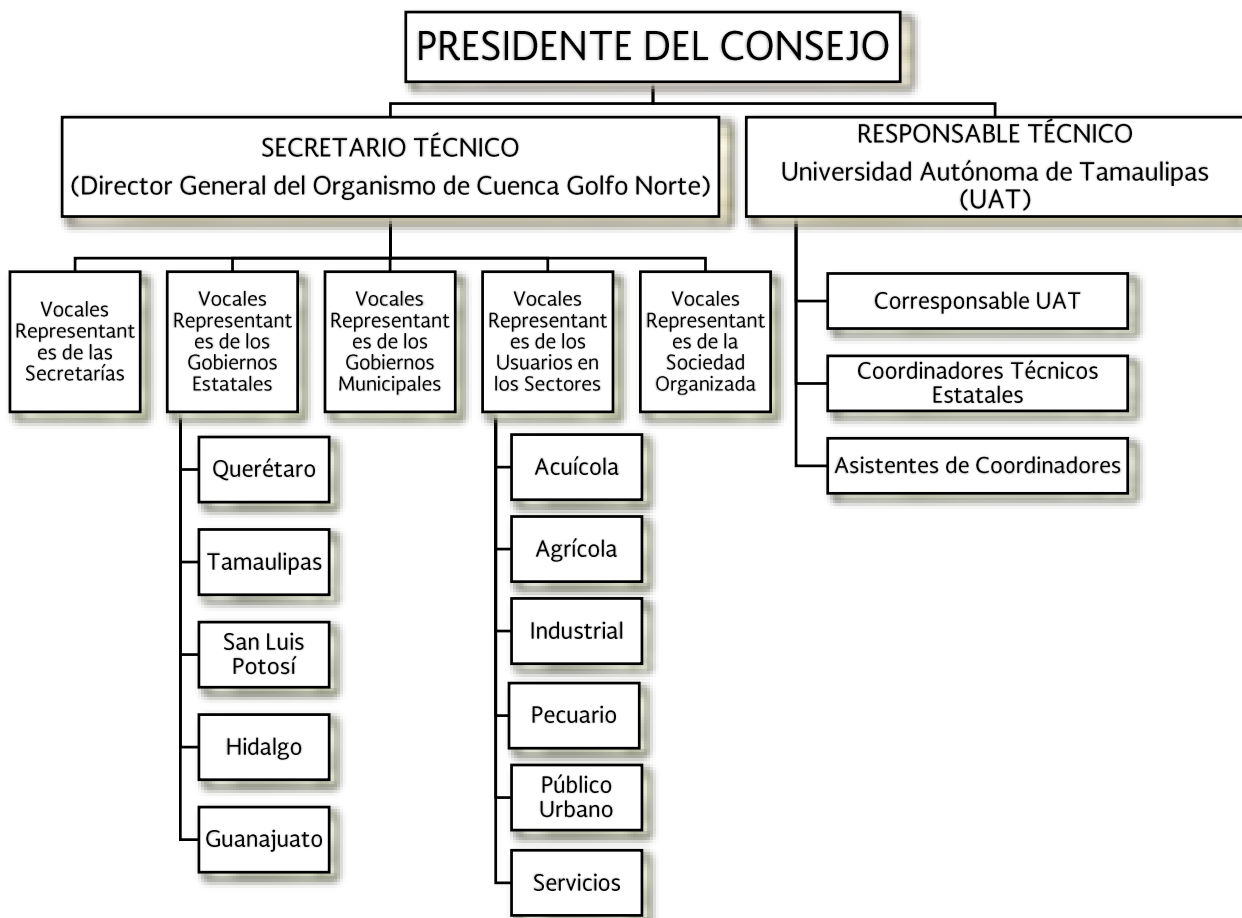 PRESIDENTE DEL CONSEJO
SECRETARIO TÉCNICO
(Director General del Organismo de Cuenca Golfo Norte)
RESPONSABLE TÉCNICO
Universidad Autónoma de Tamaulipas
(UAT)
Vocales
Representant
es de las
Secretarías
Vocales
Representant
es de los
Gobiernos
Estatales
Vocales
Representant
es de los
Gobiernos
Municipales
Vocales
Representant
es de los
Usuarios en
los Sectores
Vocales
Representant
es de la
Sociedad
Organizada
Querétaro
Tamaulipas
San Luis
Potosí
Hidalgo
Guanajuato
Acuícola
Agrícola
Industrial
Pecuario
Público
Urbano
Servicios
Corresponsable UAT
Coordinadores Técnicos
Estatales
Asistentes de Coordinadores